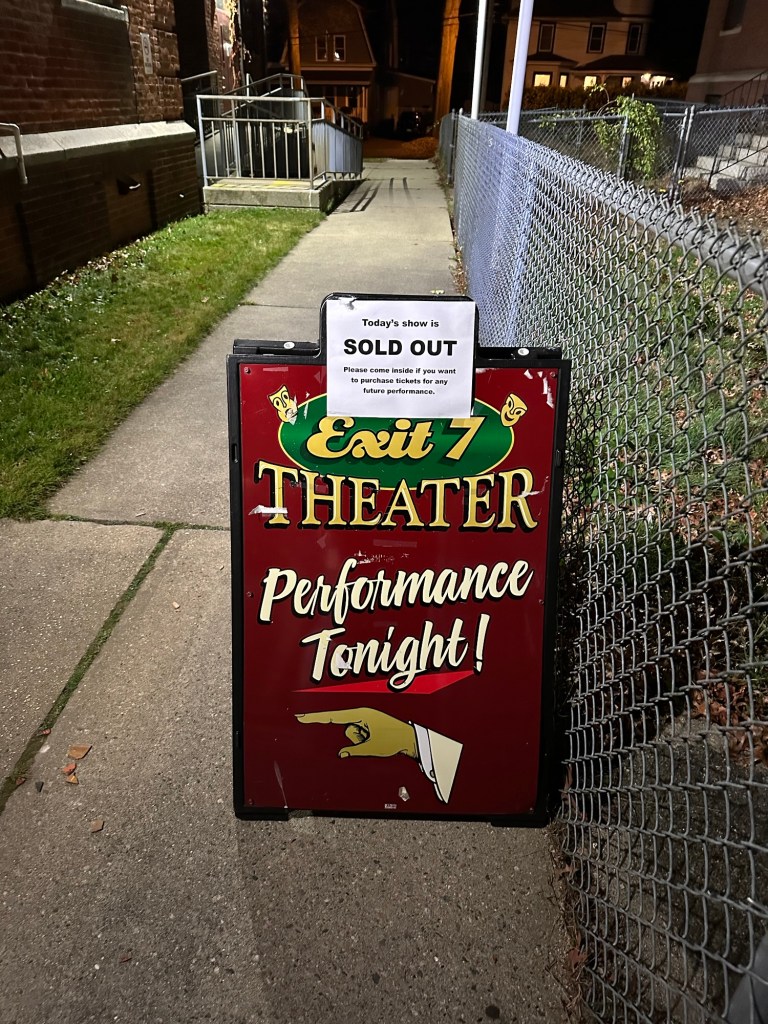 Today's show is
SOLD OUT
Please come inside if you want
to purchase tickets for any
future performance.
Exit 7
THEATER
Performance
Tonight!